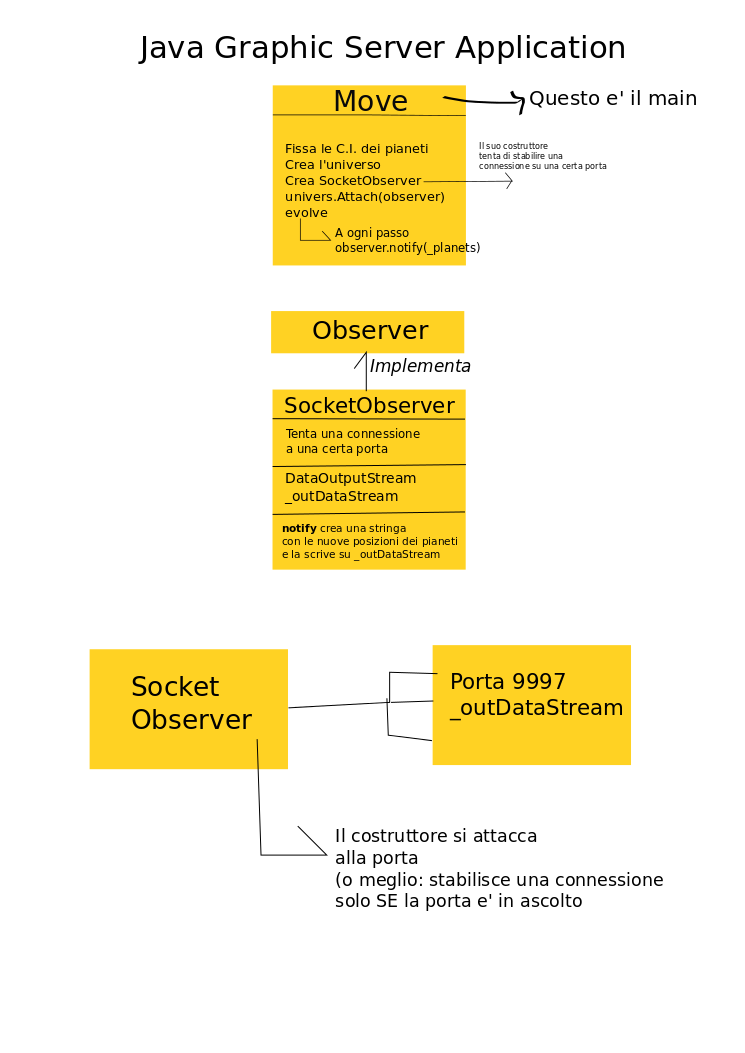 Java Graphic Server Application
Move
Questo e' il main
Fissa le C.I. dei pianeti
Crea l'universo
Crea SocketObserver
univers.Attach(observer)
evolve
A ogni passo
observer.notify(_planets)
Il suo costruttore
tenta di stabilire una
connessione su una certa porta
Observer
Implementa
SocketObserver
Tenta una connessione
a una certa porta
DataOutputStream
_outDataStream
notify crea una stringa
con le nuove posizioni dei pianeti
e la scrive su _outDataStream
Socket
Observer
Porta 9997
_outDataStream
Il costruttore si attacca
alla porta
(o meglio: stabilisce una connessione
solo SE la porta e' in ascolto